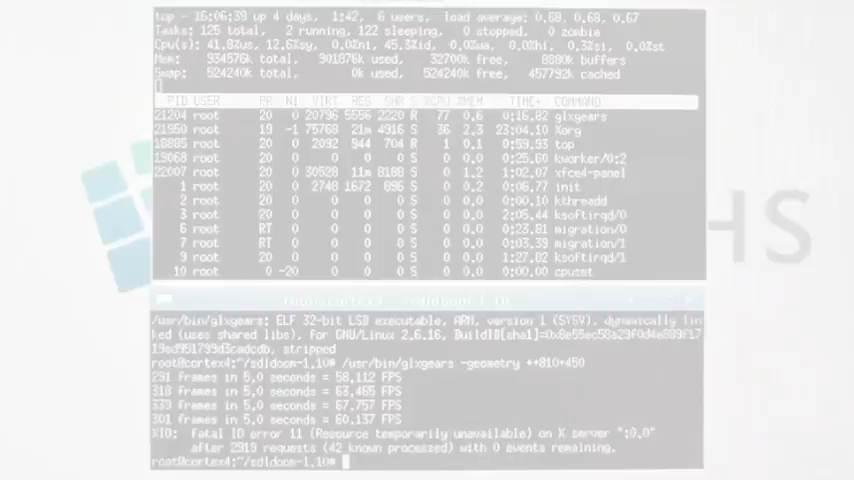 top - 16:06:39 up 4 days, 1:42, 6 users, load average: 0.68, 0.68, 0.67
Tasks: 125 total, 2 running, 122 sleeping, 0 stopped, 0 zombie
Cpu(s): 41.8%us, 12.6%sy, 0.0%ni, 45.3%id, 0.0%wa, 0.0%hi, 0.3%si, 0.0%st
Mem: 934576k total, 901876k used, 32700k free, 8880k buffers
Swap: 524240k total, 0k used, 524240k free, 457792k cached
PID USER PR NI VIRT RES SHR S %CPU %MEM TIME+ COMMAND
21204 root 20 0 20796 5556 2220 R 77 0.6 0:16.82 glxgears
21950 root 19 -1 75768 21m 4916 S 36 2.3 23:04.10 Xorg
18885 root 20 0 2092 944 704 R 1 0.1 0:59.93 top
19068 root 20 0 0 0 0 S 0 0.0 0:25.60 kworker/0:2
22007 root 20 0 30528 11m 8188 S 0 1.2 1:02.07 xfce4-panel
1 root 20 0 2748 1672 896 S 0 0.2 0:06.77 init
2 root 20 0 0 0 0 S 0 0.0 0:00.10 kthreadd
3 root 20 0 0 0 0 S 0 0.0 2:05.44 ksoftirqd/0
6 root RT 0 0 0 0 S 0 0.0 0:23.81 migration/0
7 root RT 0 0 0 0 S 0 0.0 0:03.39 migration/1
9 root 20 0 0 0 0 S 0 0.0 1:27.82 ksoftirqd/1
10 root 0 -20 0 0 0 S 0 0.0 0:00.00 cpuset
HS
/usr/bin/glxgears: ELF 32-bit LSB executable, ARM, version 1 (SYSV), dynamically lin
ked (uses shared libs), for GNU/Linux 2.6.16, stripped
root@cortex4:~/sdldoom-1.10# /usr/bin/glxgears -geometry ++810+450
291 frames in 5.0 seconds = 58.112 FPS
318 frames in 5.0 seconds = 63.465 FPS
339 frames in 5.0 seconds = 67.757 FPS
301 frames in 5.0 seconds = 60.137 FPS
XIO: fatal IO error 11 (Resource temporarily unavailable) on X server ":0.0"
after 2919 requests (42 known processed) with 0 events remaining.
root@cortex4:~/sdldoom-1.10#